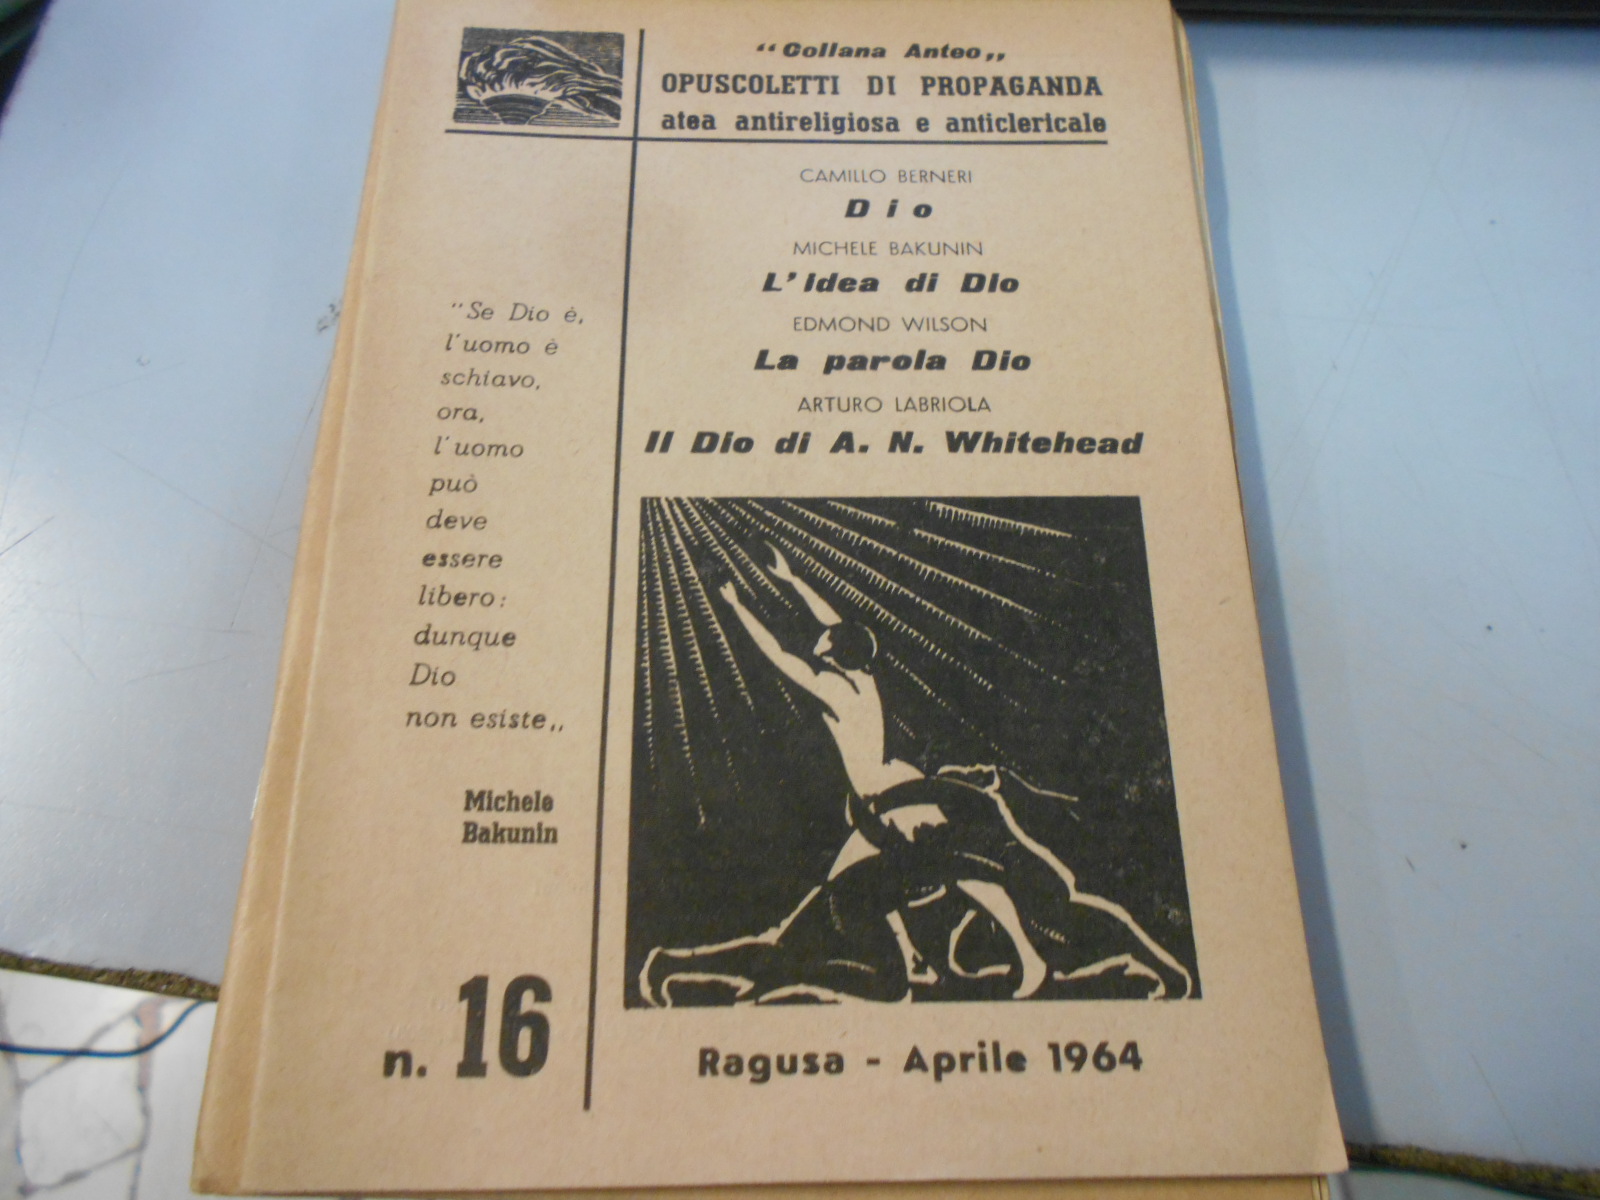 “Collana Anteo„
OPUSCOLETTI DI PROPAGANDA
atea antireligiosa e anticlericale
CAMILLO BERNERI
Dio
MICHELE BAKUNIN
L'idea di Dio
EDMOND WILSON
La parola Dio
ARTURO LABRIOLA
Il Dio di A. N. Whitehead
“Se Dio è,
l'uomo è
schiavo,
ora,
l'uomo
può
deve
essere
libero:
dunque
Dio
non esiste„
Michele
Bakunin
n. 16
Ragusa - Aprile 1964